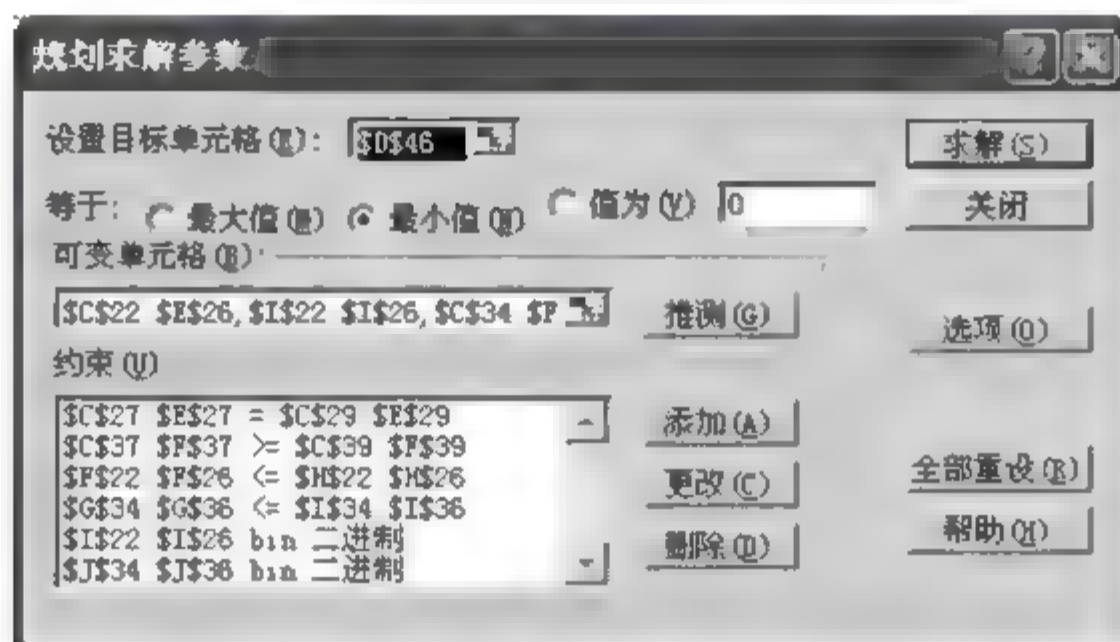 规划求解参数
设置目标单元格(E): $D$46
求解(S)
等于: 最大值(M) 最小值(N) 值为(V) 0
关闭
可变单元格(B)
$C$22 $E$26,$I$22 $I$26,$C$34 $F
推测(G)
选项(O)
约束(U)
$C$27 $E$27 = $C$29 $E$29
$C$37 $F$37 >= $C$39 $F$39
$F$22 $F$26 <= $H$22 $H$26
$G$34 $G$36 <= $I$34 $I$36
$I$22 $I$26 bin 二进制
$J$34 $J$36 bin 二进制
添加(A)
更改(C)
删除(D)
全部重设(R)
帮助(H)